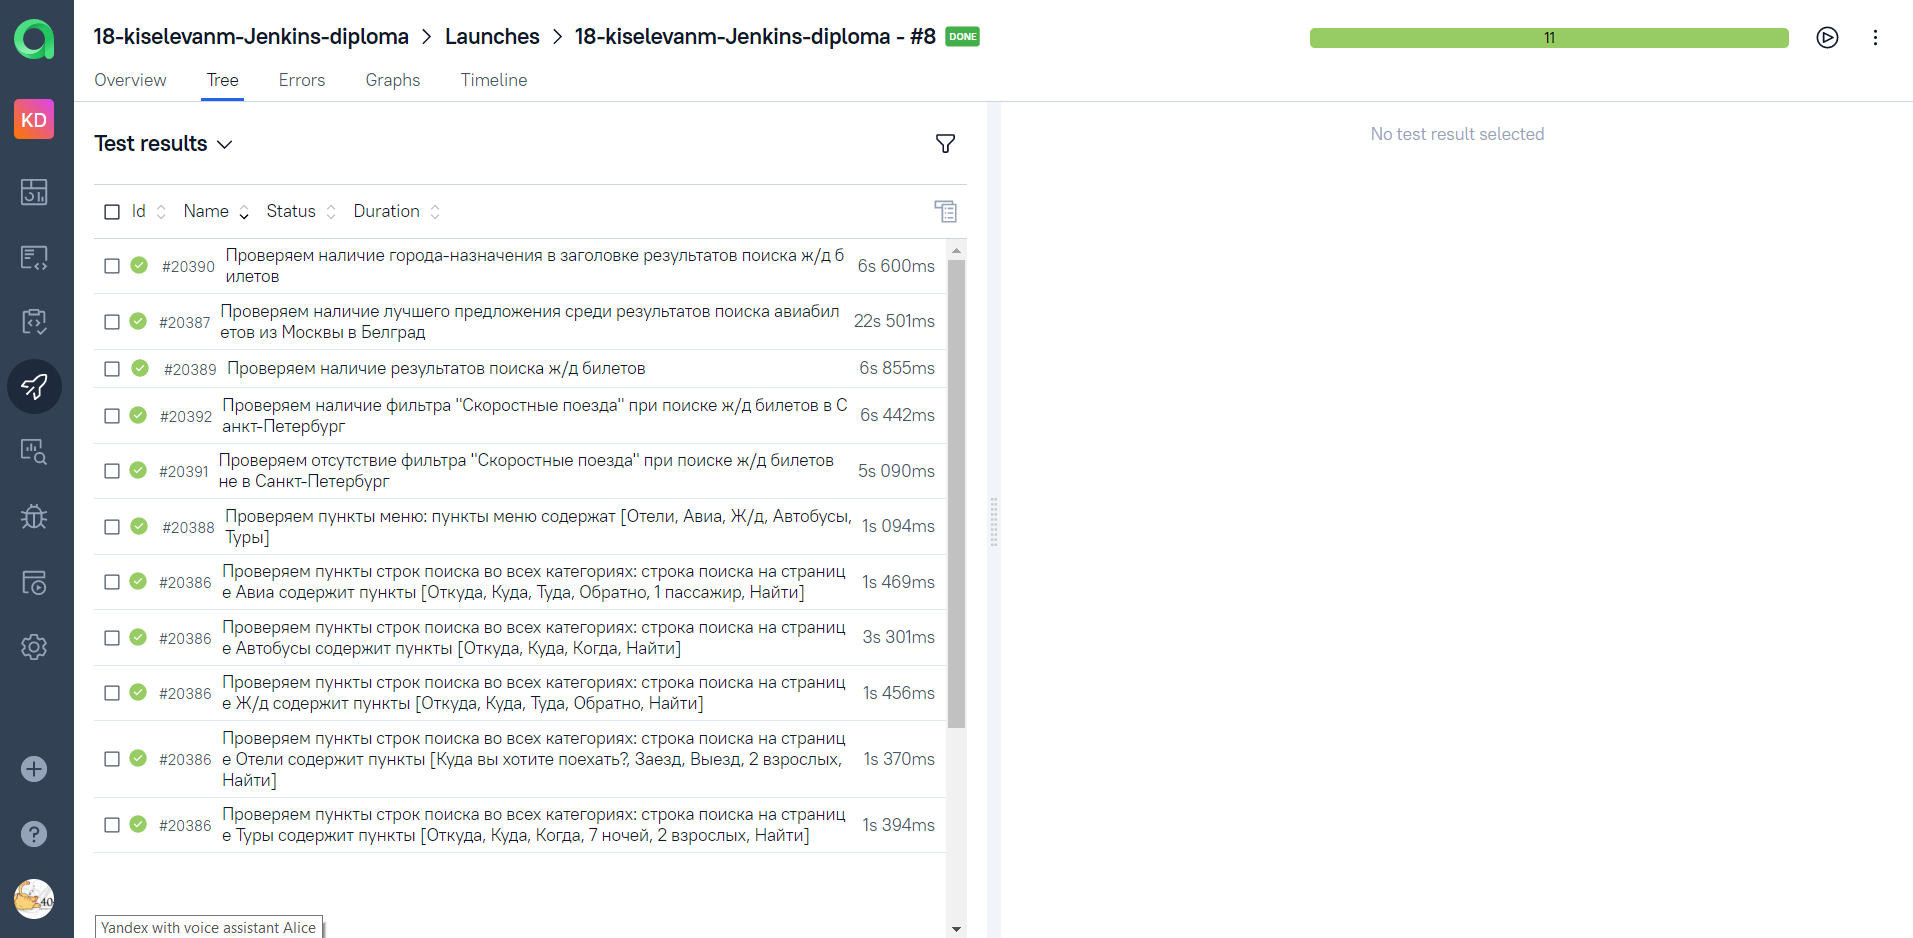 18-kiselevanm-Jenkins-diploma > Launches > 18-kiselevanm-Jenkins-diploma - #8 DONE
11
Overview Tree Errors Graphs Timeline
KD
Test results
No test result selected
Id Name Status Duration
#20390 Проверяем наличие города-назначения в заголовке результатов поиска ж/д б
илетов
6s 600ms
#20387 Проверяем наличие лучшего предложения среди результатов поиска авиабил
етов из Москвы в Белград
22s 501ms
#20389 Проверяем наличие результатов поиска ж/д билетов 6s 855ms
#20392 Проверяем наличие фильтра "Скоростные поезда" при поиске ж/д билетов в С
анкт-Петербург
6s 442ms
#20391 Проверяем отсутствие фильтра "Скоростные поезда" при поиске ж/д билетов
не в Санкт-Петербург
5s 090ms
#20388 Проверяем пункты меню: пункты меню содержат [Отели, Авиа, Ж/д, Автобусы,
Туры]
1s 094ms
#20386 Проверяем пункты строк поиска во всех категориях: строка поиска на страниц
е Авиа содержит пункты [Откуда, Куда, Туда, Обратно, 1 пассажир, Найти]
1s 469ms
#20386 Проверяем пункты строк поиска во всех категориях: строка поиска на страниц
е Автобусы содержит пункты [Откуда, Куда, Когда, Найти]
3s 301ms
#20386 Проверяем пункты строк поиска во всех категориях: строка поиска на страниц
е Ж/д содержит пункты [Откуда, Куда, Туда, Обратно, Найти]
1s 456ms
#20386 Проверяем пункты строк поиска во всех категориях: строка поиска на страниц
е Отели содержит пункты [Куда вы хотите поехать?, Заезд, Выезд, 2 взрослых,
Найти]
1s 370ms
#20386 Проверяем пункты строк поиска во всех категориях: строка поиска на страниц
е Туры содержит пункты [Откуда, Куда, Когда, 7 ночей, 2 взрослых, Найти]
1s 394ms
40
Yandex with voice assistant Alice